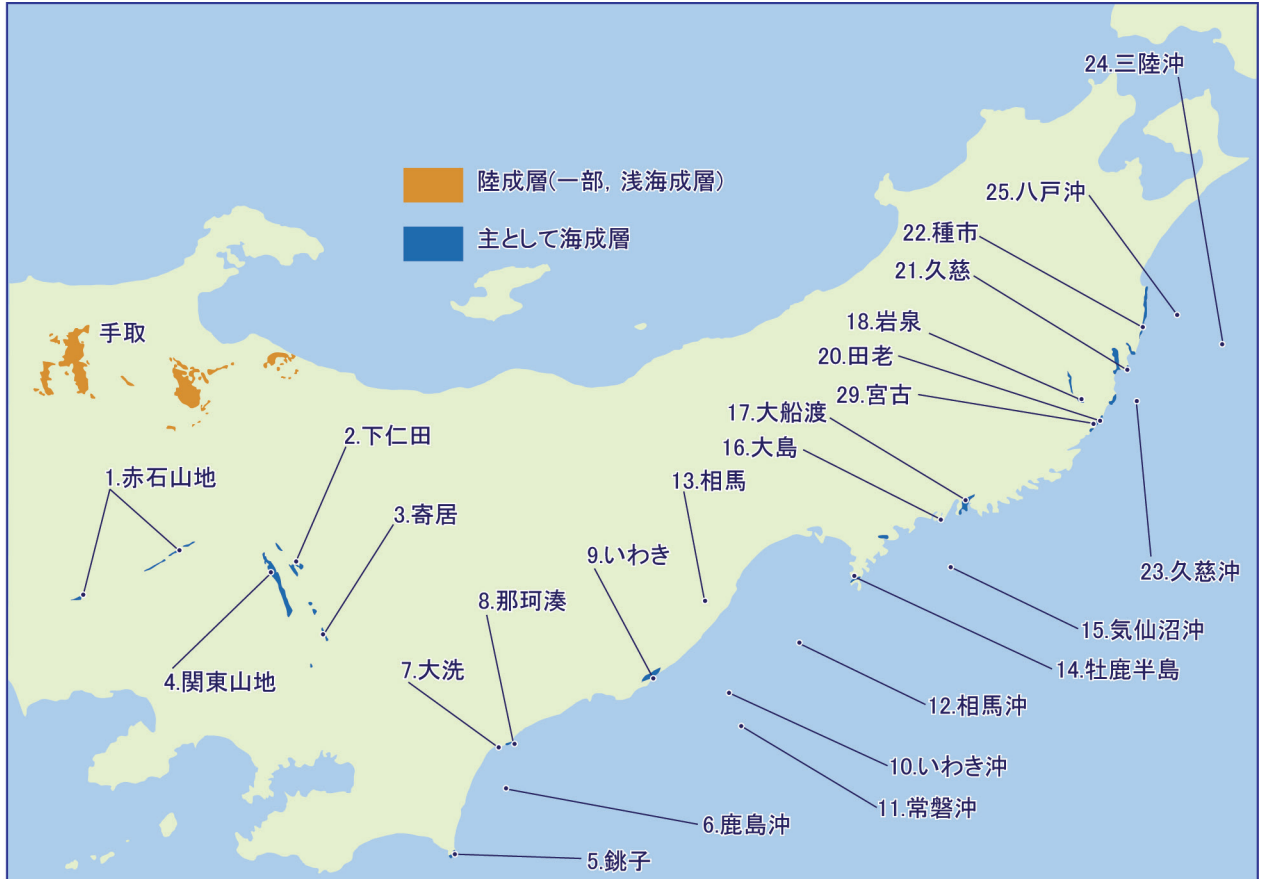 24.三陸沖
陸成層(一部，浅海成層)
25.八戸沖
主として海成層
22.種市
21.久慈
手取
18.岩泉
20.田老
29.宮古
17.大船渡
2.下仁田
16.大島
1.赤石山地
13.相馬
3.寄居
9.いわき
23.久慈沖
8.那珂湊
15.気仙沼沖
7.大洗
14.牡鹿半島
4.関東山地
12.相馬沖
10.いわき沖
11.常磐沖
6.鹿島沖
5.銚子